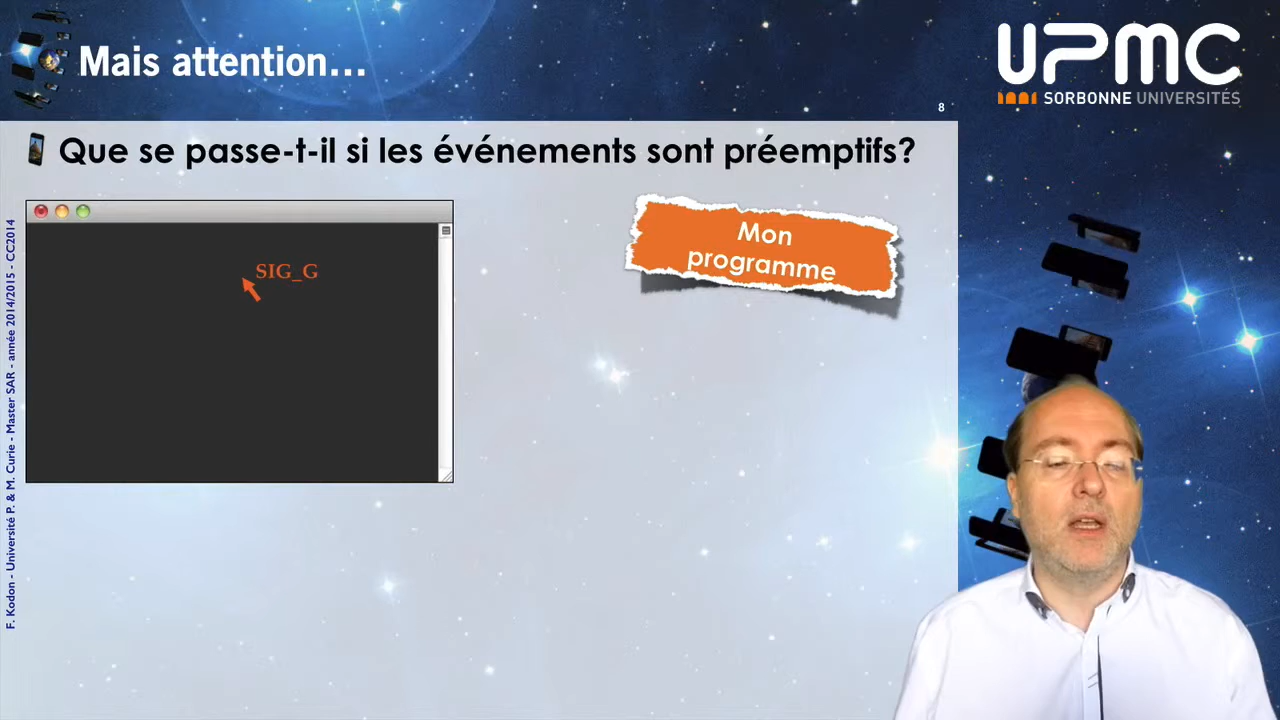 Mais attention...
UPMC
SORBONNE UNIVERSITÉS
8
Que se passe-t-il si les événements sont préemptifs?
SIG_G
Mon
programme
F. Kodon - Université P. & M. Curie - Master SAR - année 2014/2015 - CC2014